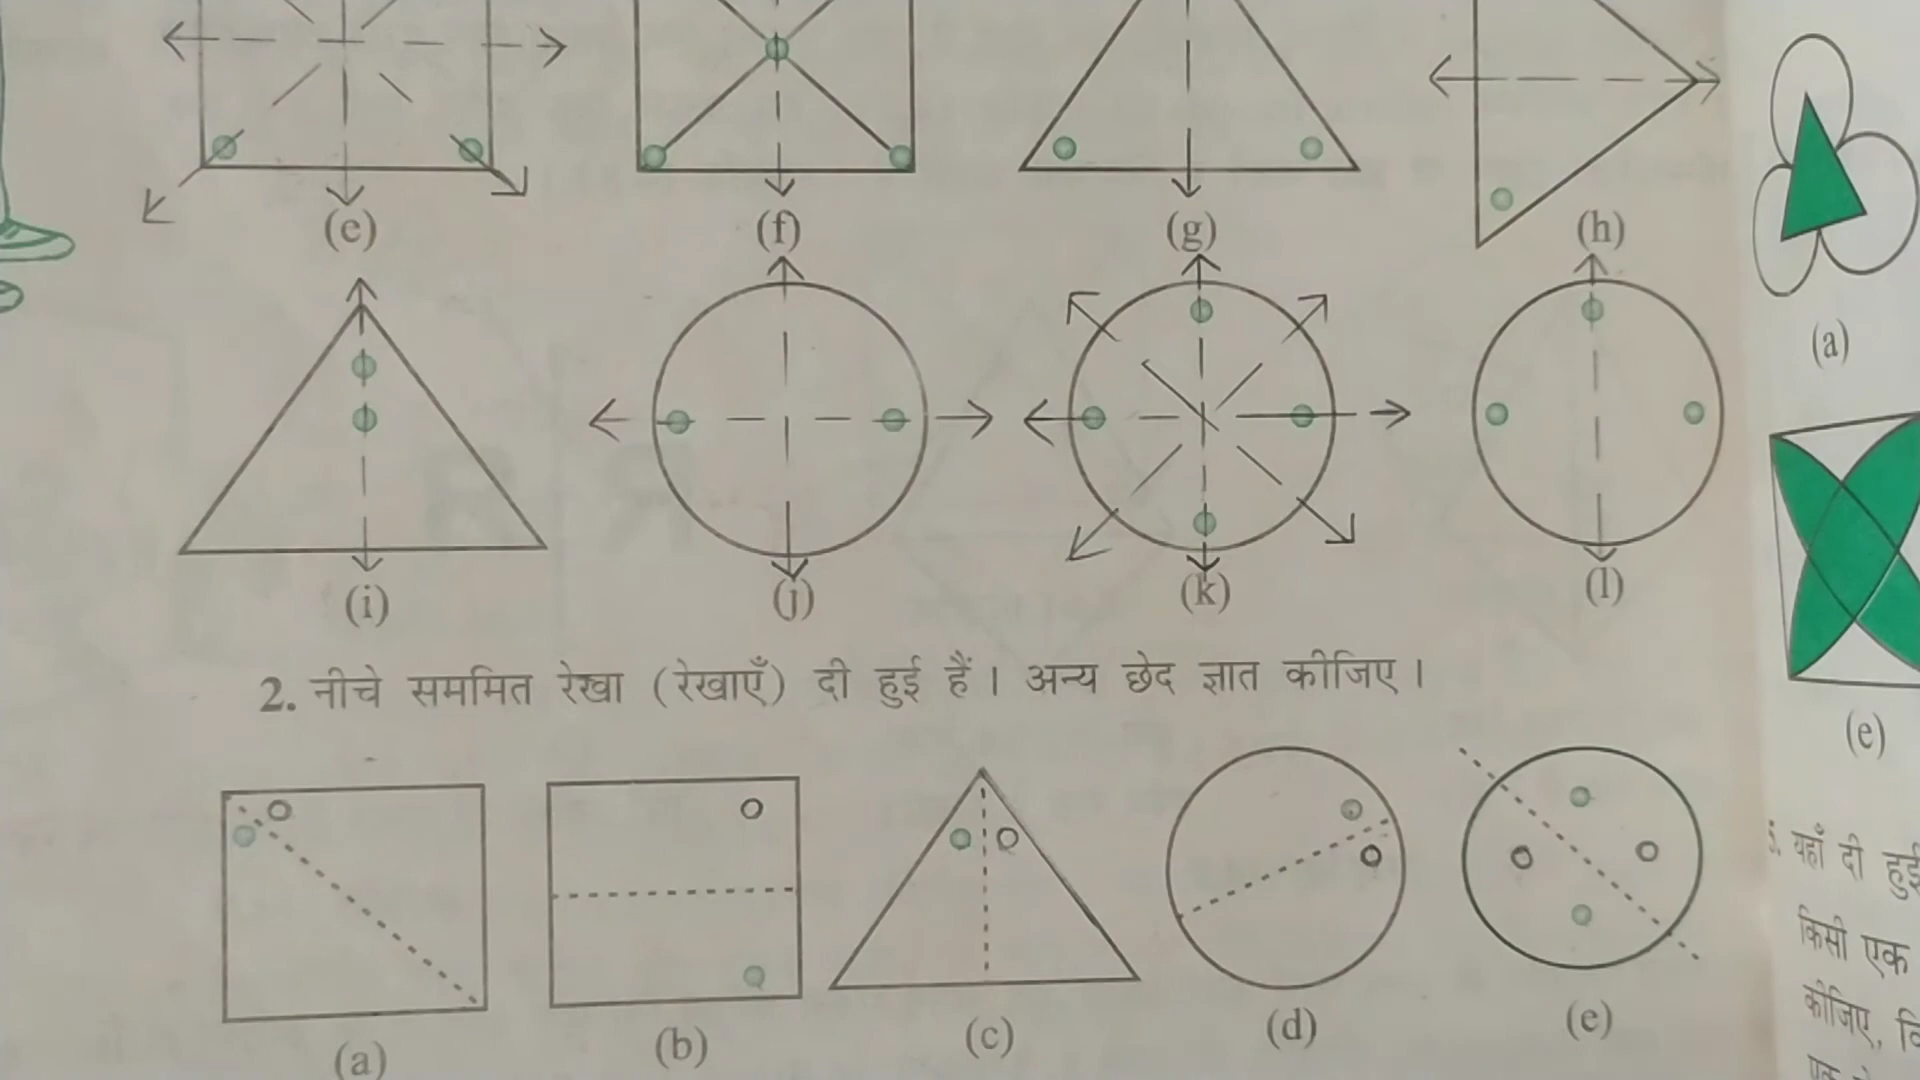 (e) (f) (g) (h)
(a)
(i) (j) (k) (l)
2. नीचे सममित रेखा (रेखाएँ) दी हुई हैं। अन्य छेद ज्ञात कीजिए।
(e)
(a) (b) (c) (d) (e)
यहाँ दी हुई
किसी एक
कीजिए,